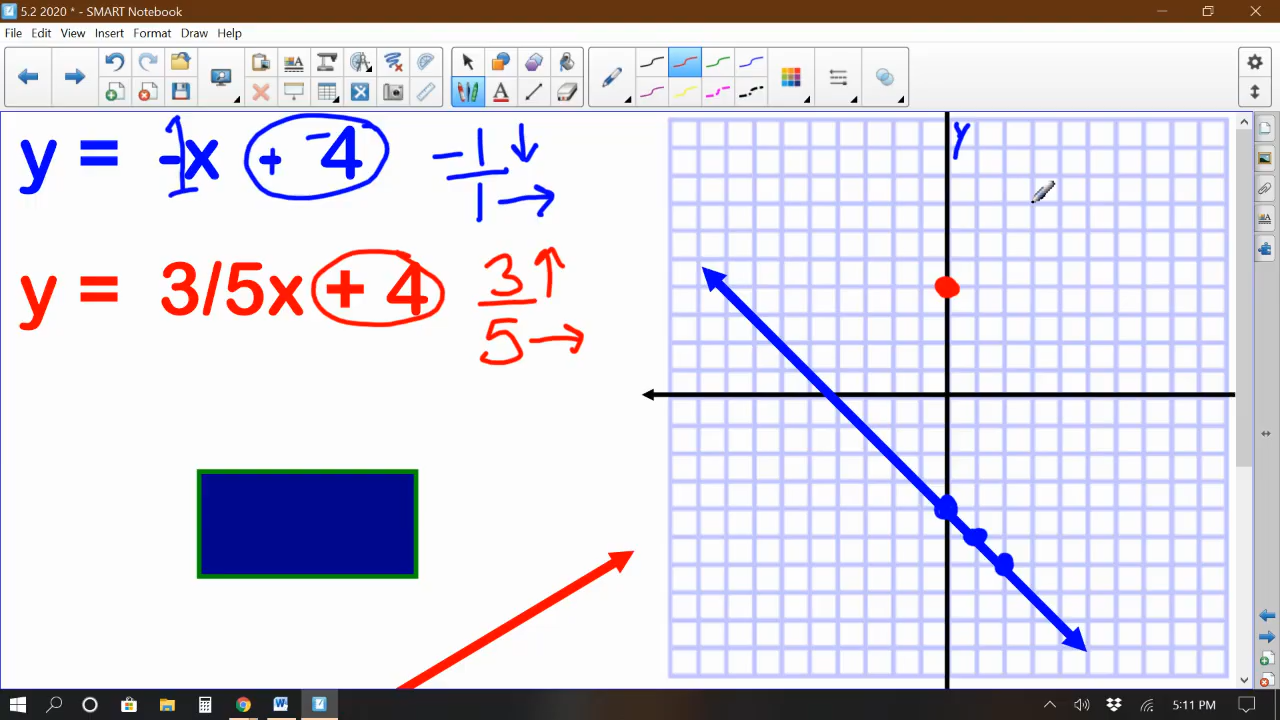 5.2 2020 * - SMART Notebook
File Edit View Insert Format Draw Help
y = -1x + -4
-1
1
y = 3/5x + 4
3
5
y
5:11 PM